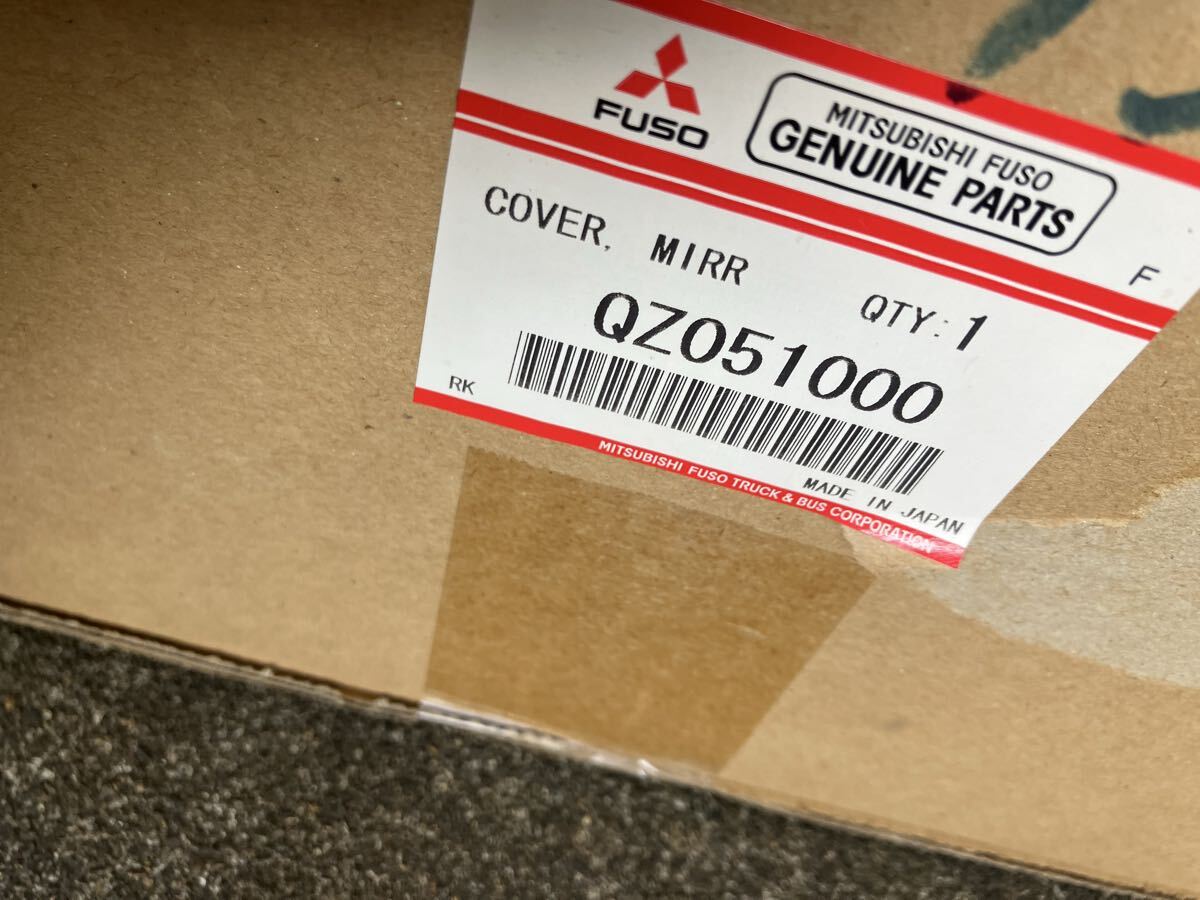 FUSO
MITSUBISHI FUSO
GENUINE PARTS
F
COVER, MIRR
QTY:1
QZ051000
RK
MADE IN JAPAN
MITSUBISHI FUSO TRUCK & BUS CORPORATION